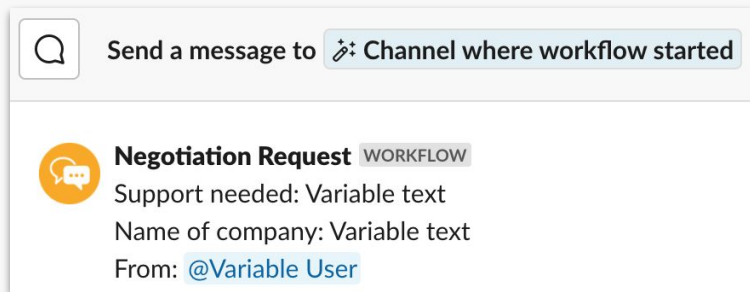 Send a message to Channel where workflow started
Negotiation Request WORKFLOW
Support needed: Variable text
Name of company: Variable text
From: @Variable User